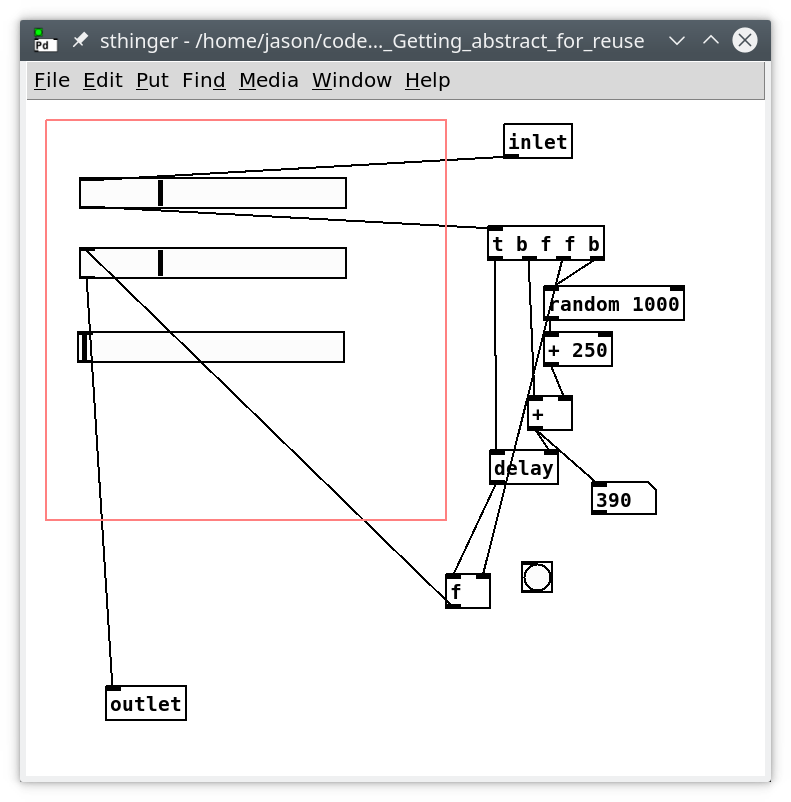 Pd sthinger - /home/jason/code..._Getting_abstract_for_reuse
File Edit Put Find Media Window Help
inlet
t b f f b
random 1000
+ 250
+
delay
390
f
outlet